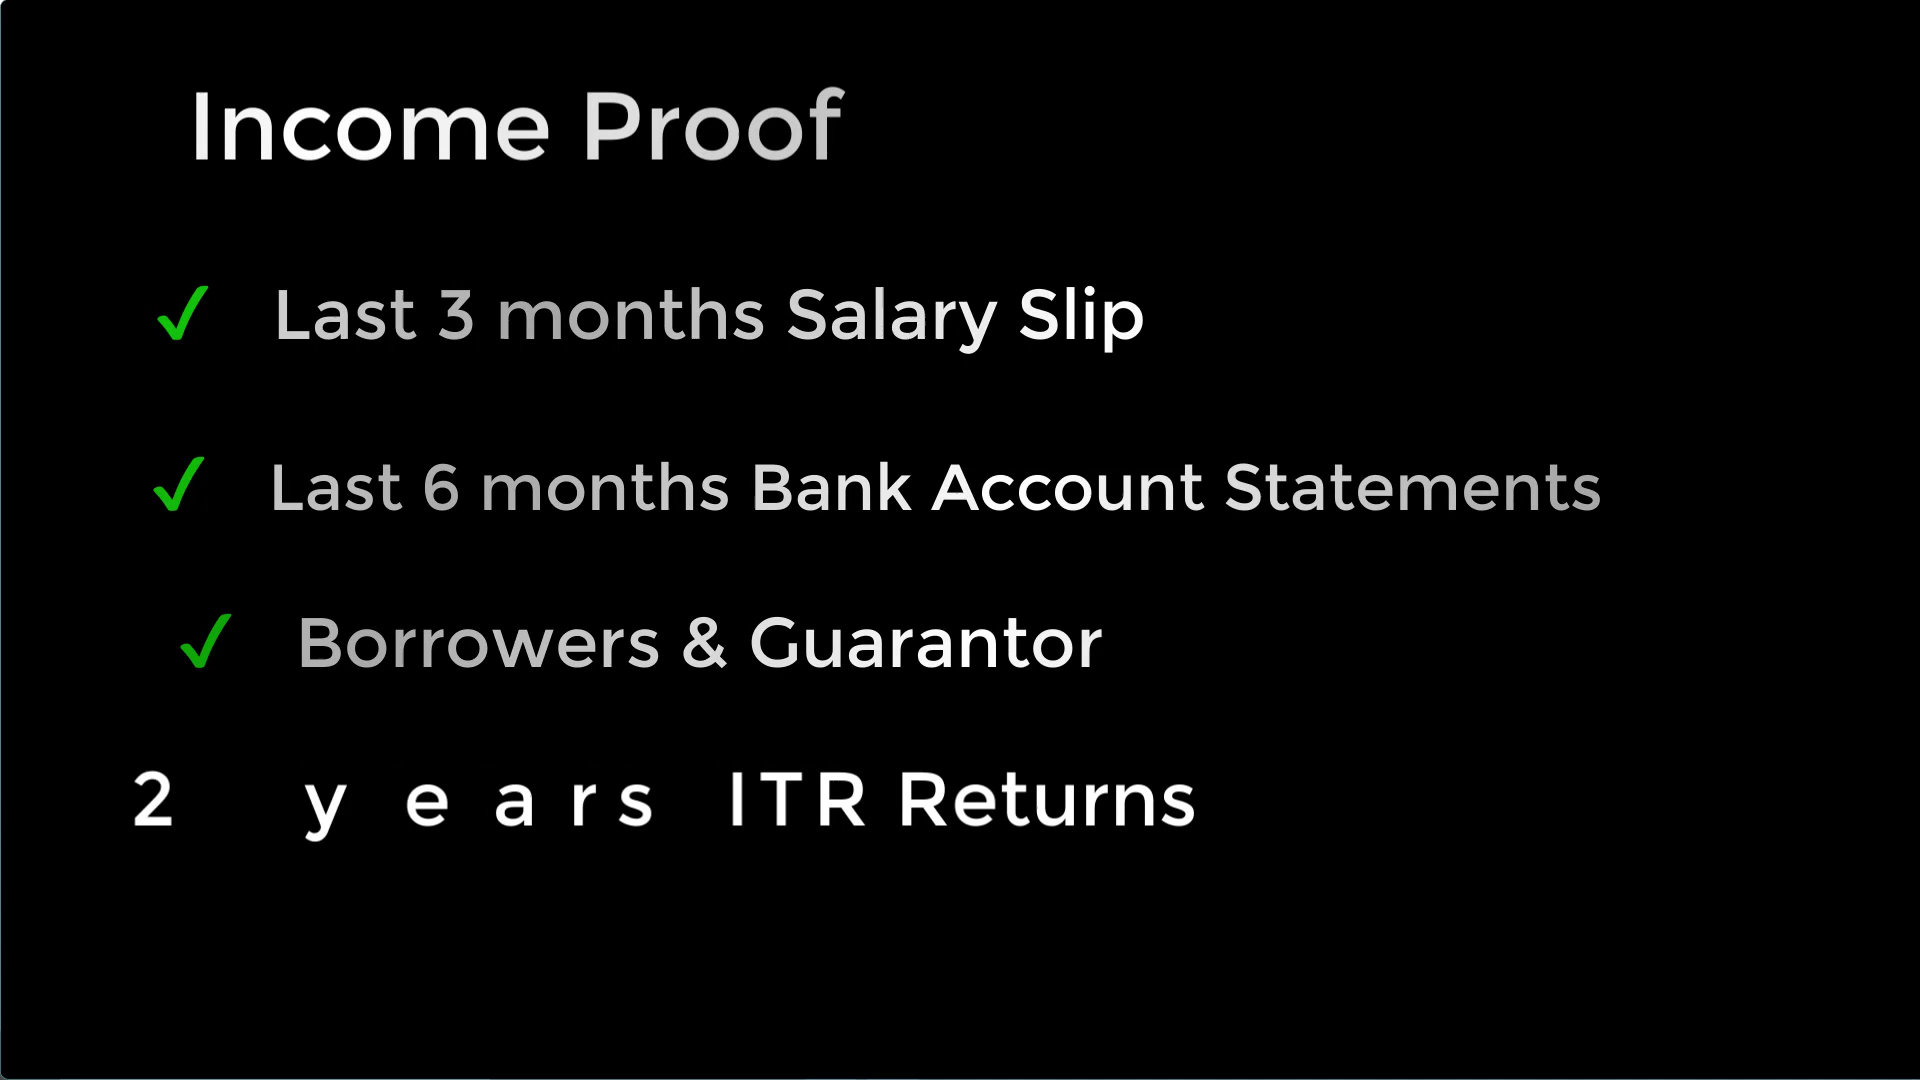 Income Proof
✓ Last 3 months Salary Slip
✓ Last 6 months Bank Account Statements
✓ Borrowers & Guarantor
2 years ITR Returns